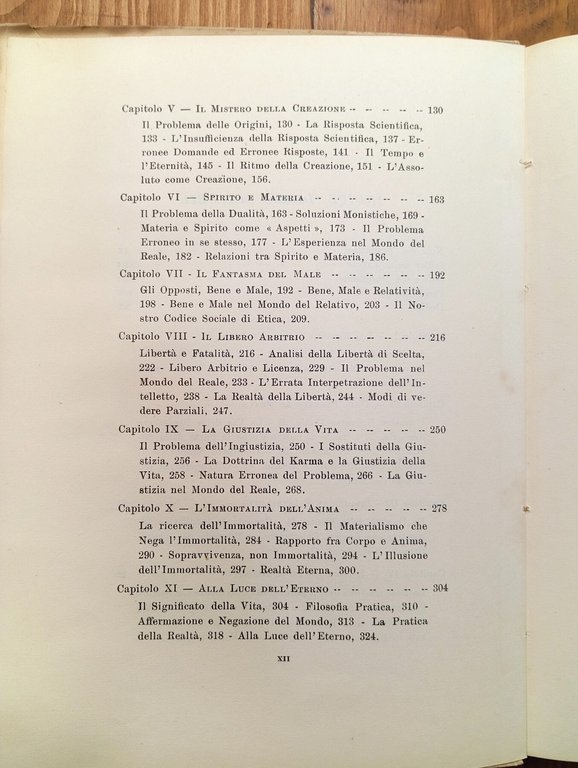 Capitolo V — Il Mistero della Creazione -- -- -- -- -- 130
Il Problema delle Origini, 130 - La Risposta Scientifica,
133 - L'Insufficienza della Risposta Scientifica, 137 - Er-
ronee Domande ed Erronee Risposte, 141 - Il Tempo e
l'Eternità, 145 - Il Ritmo della Creazione, 151 - L'Asso-
luto come Creazione, 156.
Capitolo VI — Spirito e Materia -- -- -- -- -- -- -- 163
Il Problema della Dualità, 163 - Soluzioni Monistiche, 169 -
Materia e Spirito come « Aspetti », 173 - Il Problema
Erroneo in se stesso, 177 - L'Esperienza nel Mondo del
Reale, 182 - Relazioni tra Spirito e Materia, 186.
Capitolo VII - Il Fantasma del Male -- -- -- -- -- -- -- 192
Gli Opposti, Bene e Male, 192 - Bene, Male e Relatività,
198 - Bene e Male nel Mondo del Relativo, 203 - Il No-
stro Codice Sociale di Etica, 209.
Capitolo VIII - Il Libero Arbitrio -- -- -- -- -- -- -- -- 216
Libertà e Fatalità, 216 - Analisi della Libertà di Scelta,
222 - Libero Arbitrio e Licenza, 229 - Il Problema nel
Mondo del Reale, 233 - L'Errata Interpetrazione dell'In-
telletto, 238 - La Realtà della Libertà, 244 - Modi di ve-
dere Parziali, 247.
Capitolo IX — La Giustizia della Vita -- -- -- -- -- -- 250
Il Problema dell'Ingiustizia, 250 - I Sostituti della Giu-
stizia, 256 - La Dottrina del Karma e la Giustizia della
Vita, 258 - Natura Erronea del Problema, 266 - La Giu-
stizia nel Mondo del Reale, 268.
Capitolo X — L'Immortalità dell'Anima -- -- -- -- -- -- 278
La ricerca dell'Immortalità, 278 - Il Materialismo che
Nega l'Immortalità, 284 - Rapporto fra Corpo e Anima,
290 - Sopravvivenza, non Immortalità, 294 - L'Illusione
dell'Immortalità, 297 - Realtà Eterna, 300.
Capitolo XI — Alla Luce dell'Eterno -- -- -- -- -- -- -- 304
Il Significato della Vita, 304 - Filosofia Pratica, 310 -
Affermazione e Negazione del Mondo, 313 - La Pratica
della Realtà, 318 - Alla Luce dell'Eterno, 324.
XII